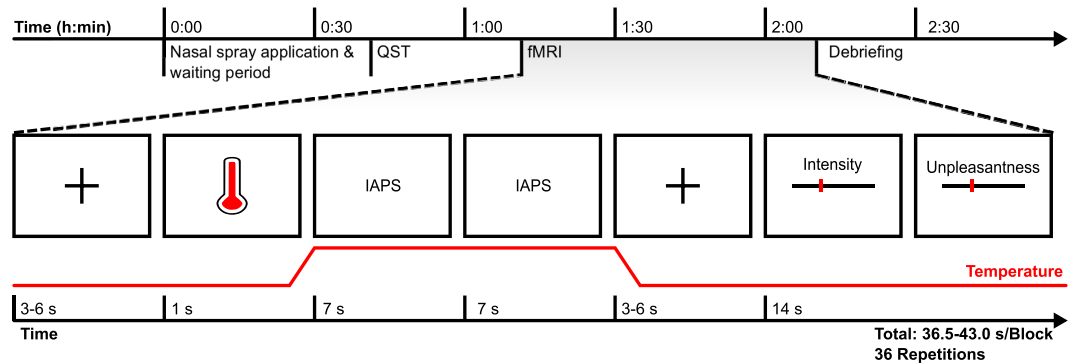 Time (h:min) 0:00 0:30 1:00 1:30 2:00 2:30
Nasal spray application & QST fMRI Debriefing
waiting period
IAPS IAPS Intensity Unpleasantness
Temperature
3-6 s 1 s 7 s 7 s 3-6 s 14 s
Time Total: 36.5-43.0 s/Block
36 Repetitions